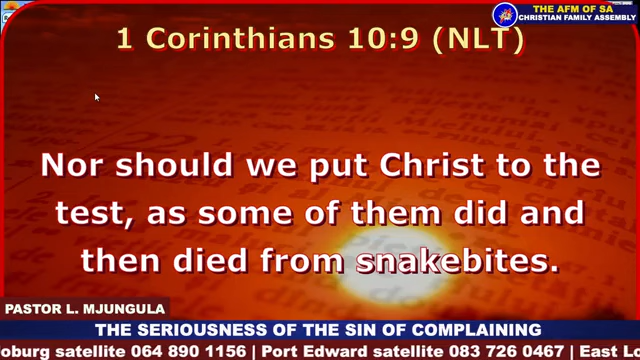 THE AFM OF SA
CHRISTIAN FAMILY ASSEMBLY
1 Corinthians 10:9 (NLT)
Nor should we put Christ to the
test, as some of them did and
then died from snakebites.
PASTOR L. MJUNGULA
THE SERIOUSNESS OF THE SIN OF COMPLAINING
oburg satellite 064 890 1156 | Port Edward satellite 083 726 0467 | East Lo